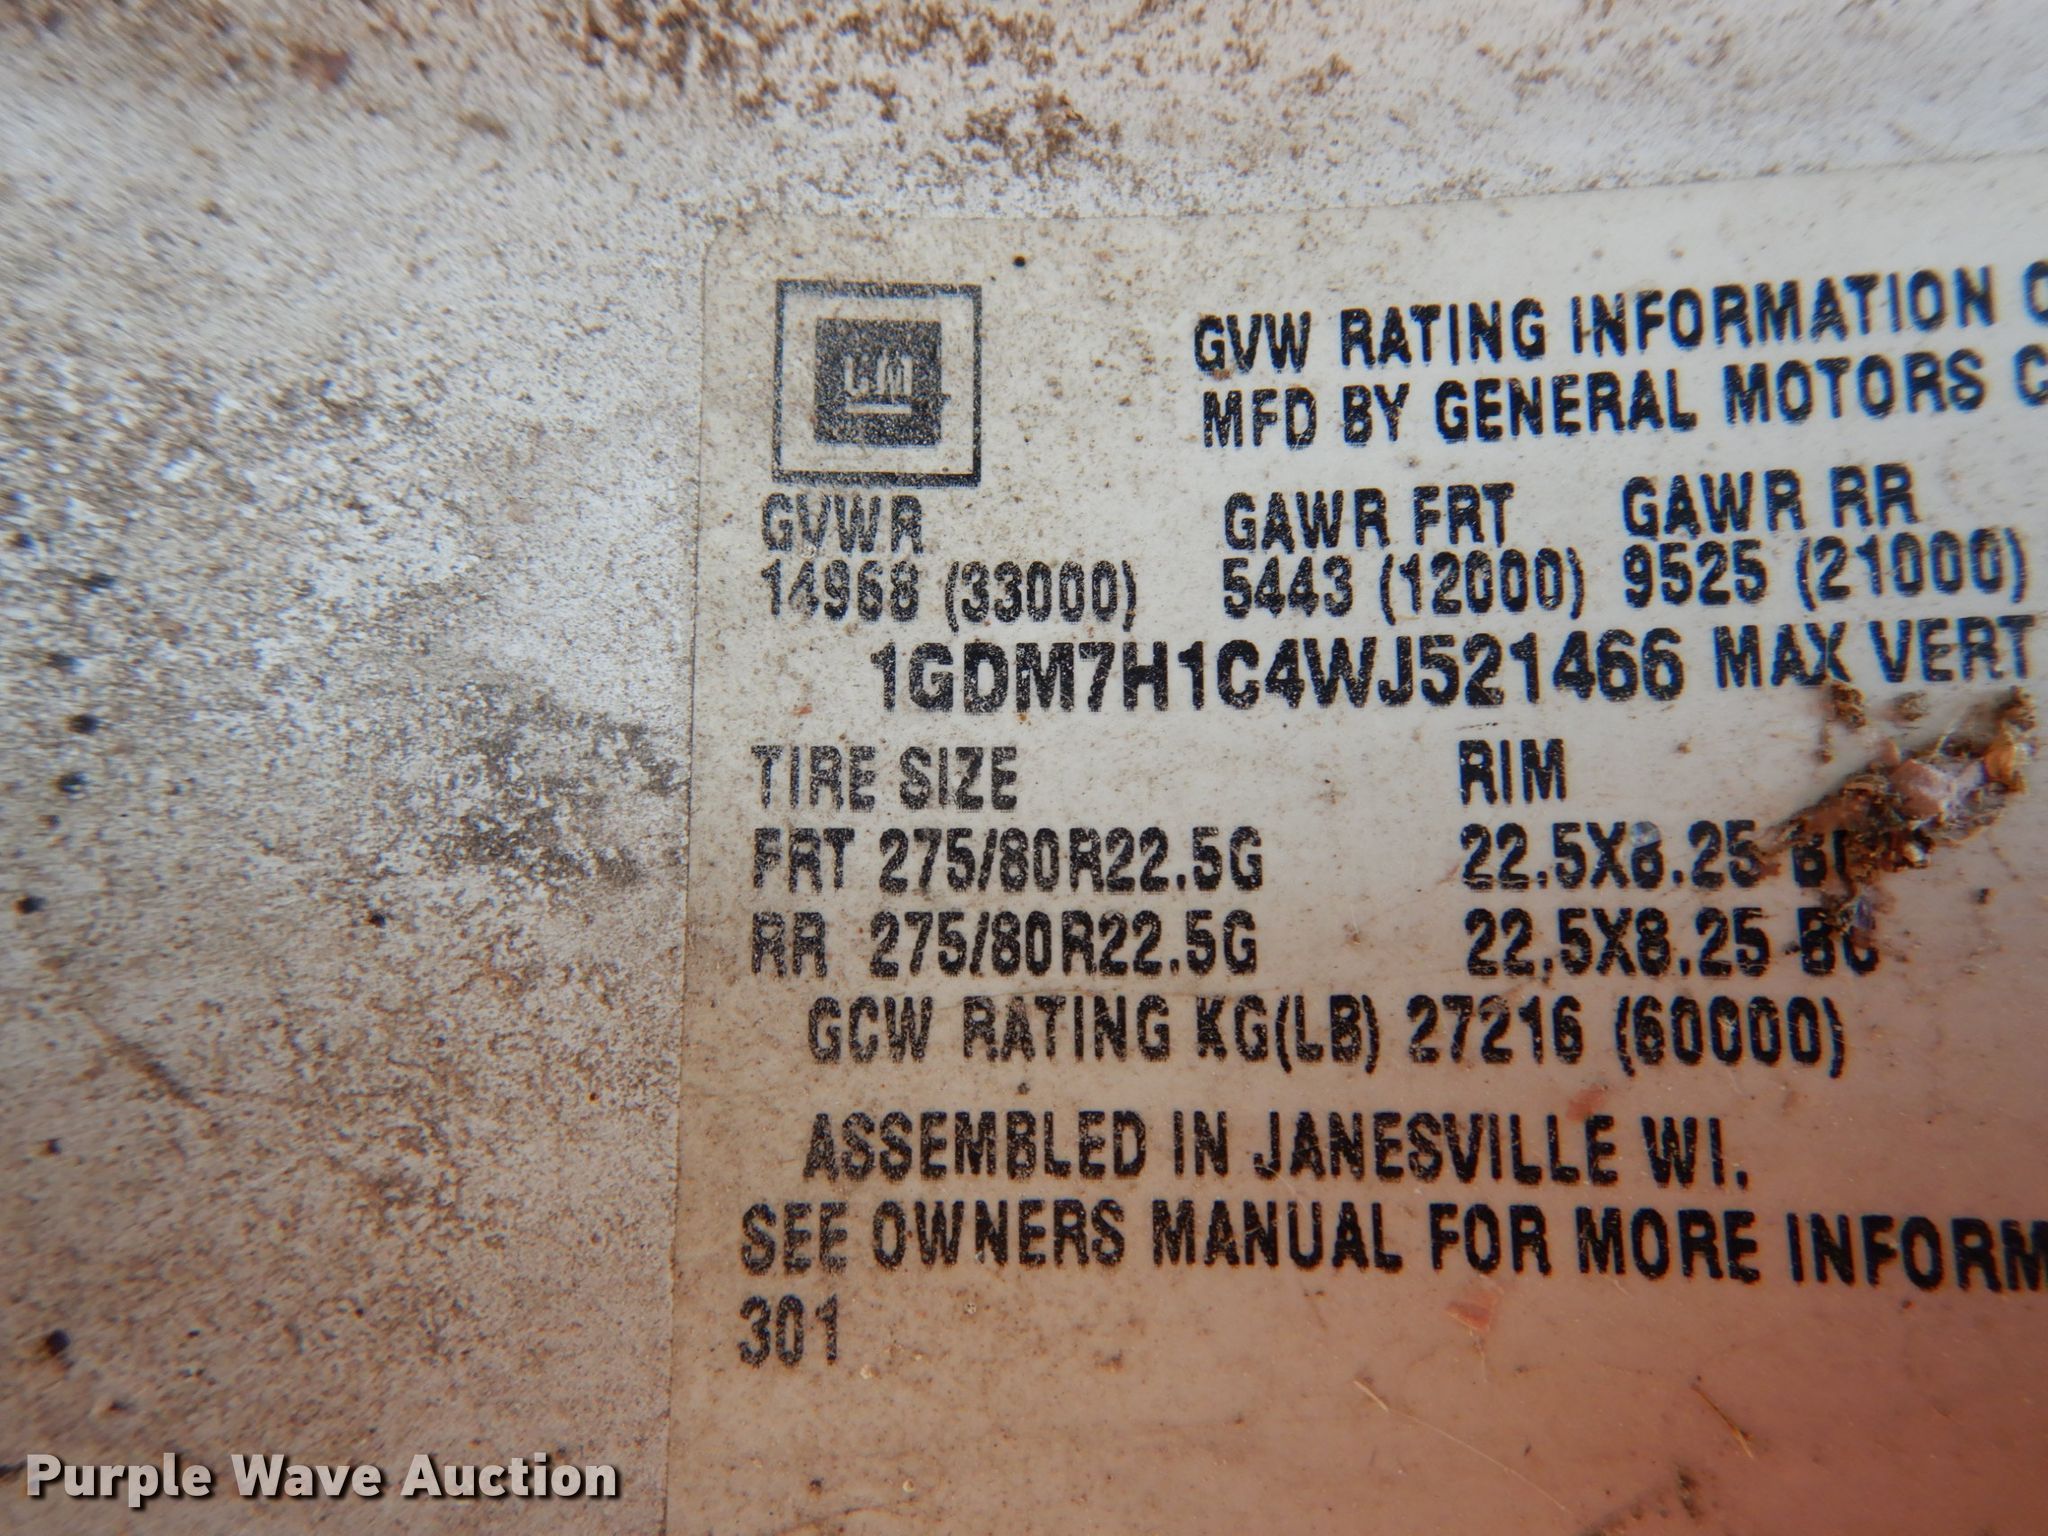 GM
GVW RATING INFORMATION
MFD BY GENERAL MOTORS
GVWR GAWR FRT GAWR RR
14968 (33000) 5443 (12000) 9525 (21000)
1GDM7H1C4WJ521466 MAX VERT
TIRE SIZE RIM
FRT 275/80R22.5G 22.5X8.25
RR 275/80R22.5G 22.5X8.25 BC
GCW RATING KG(LB) 27216 (60000)
ASSEMBLED IN JANESVILLE WI.
SEE OWNERS MANUAL FOR MORE INFORM
301
Purple Wave Auction